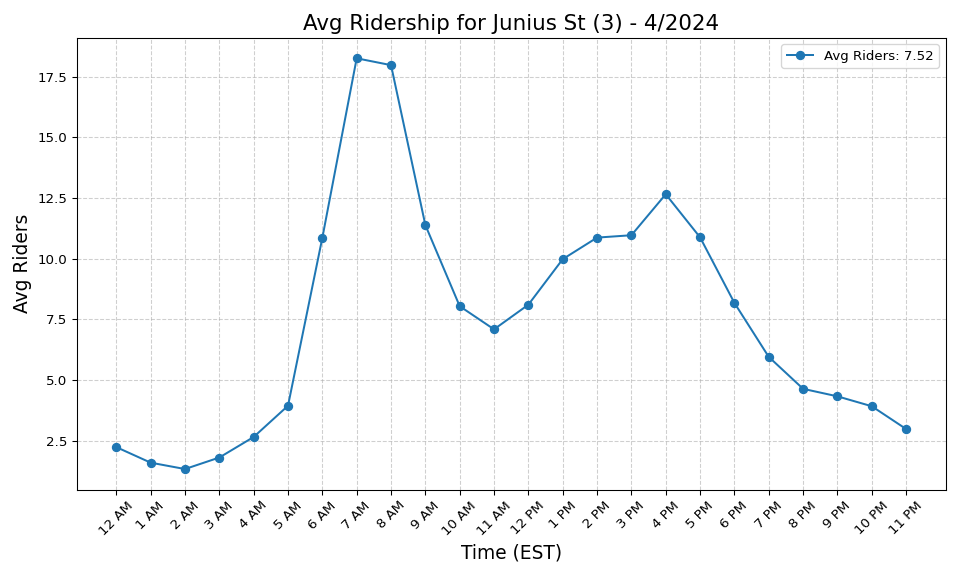 Avg Ridership for Junius St (3) - 4/2024
Avg Riders: 7.52
Avg Riders
17.5
15.0
12.5
10.0
7.5
5.0
2.5
12 AM 1 AM 2 AM 3 AM 4 AM 5 AM 6 AM 7 AM 8 AM 9 AM 10 AM 11 AM 12 PM 1 PM 2 PM 3 PM 4 PM 5 PM 6 PM 7 PM 8 PM 9 PM 10 PM 11 PM
Time (EST)